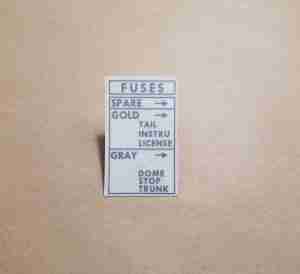 FUSES
SPARE →
GOLD →
TAIL
INSTRU
LICENSE
GRAY →
DOME
STOP
TRUNK